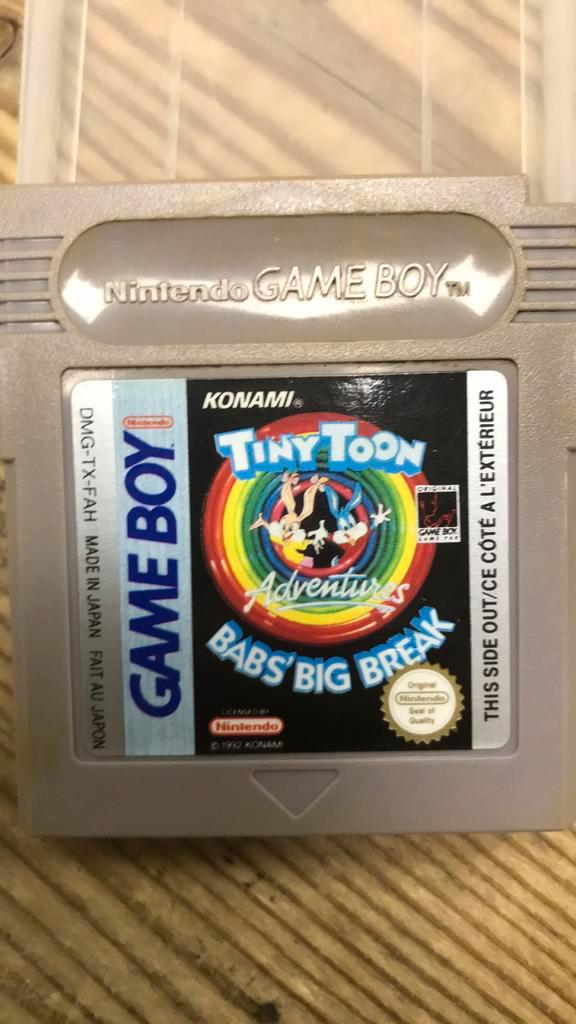 Nintendo GAME BOY TM
DMG-TX-FAH MADE IN JAPAN FAIT AU JAPON
Nintendo
GAME BOY
KONAMI®
TINY TOON
Adventures
BABS' BIG BREAK
ORIGINAL
GAME BOY
LICENSED BY
Nintendo
© 1992 KONAMI
Original
Nintendo
Seal of
Quality
THIS SIDE OUT/CE CÔTÉ A L'EXTÉRIEUR